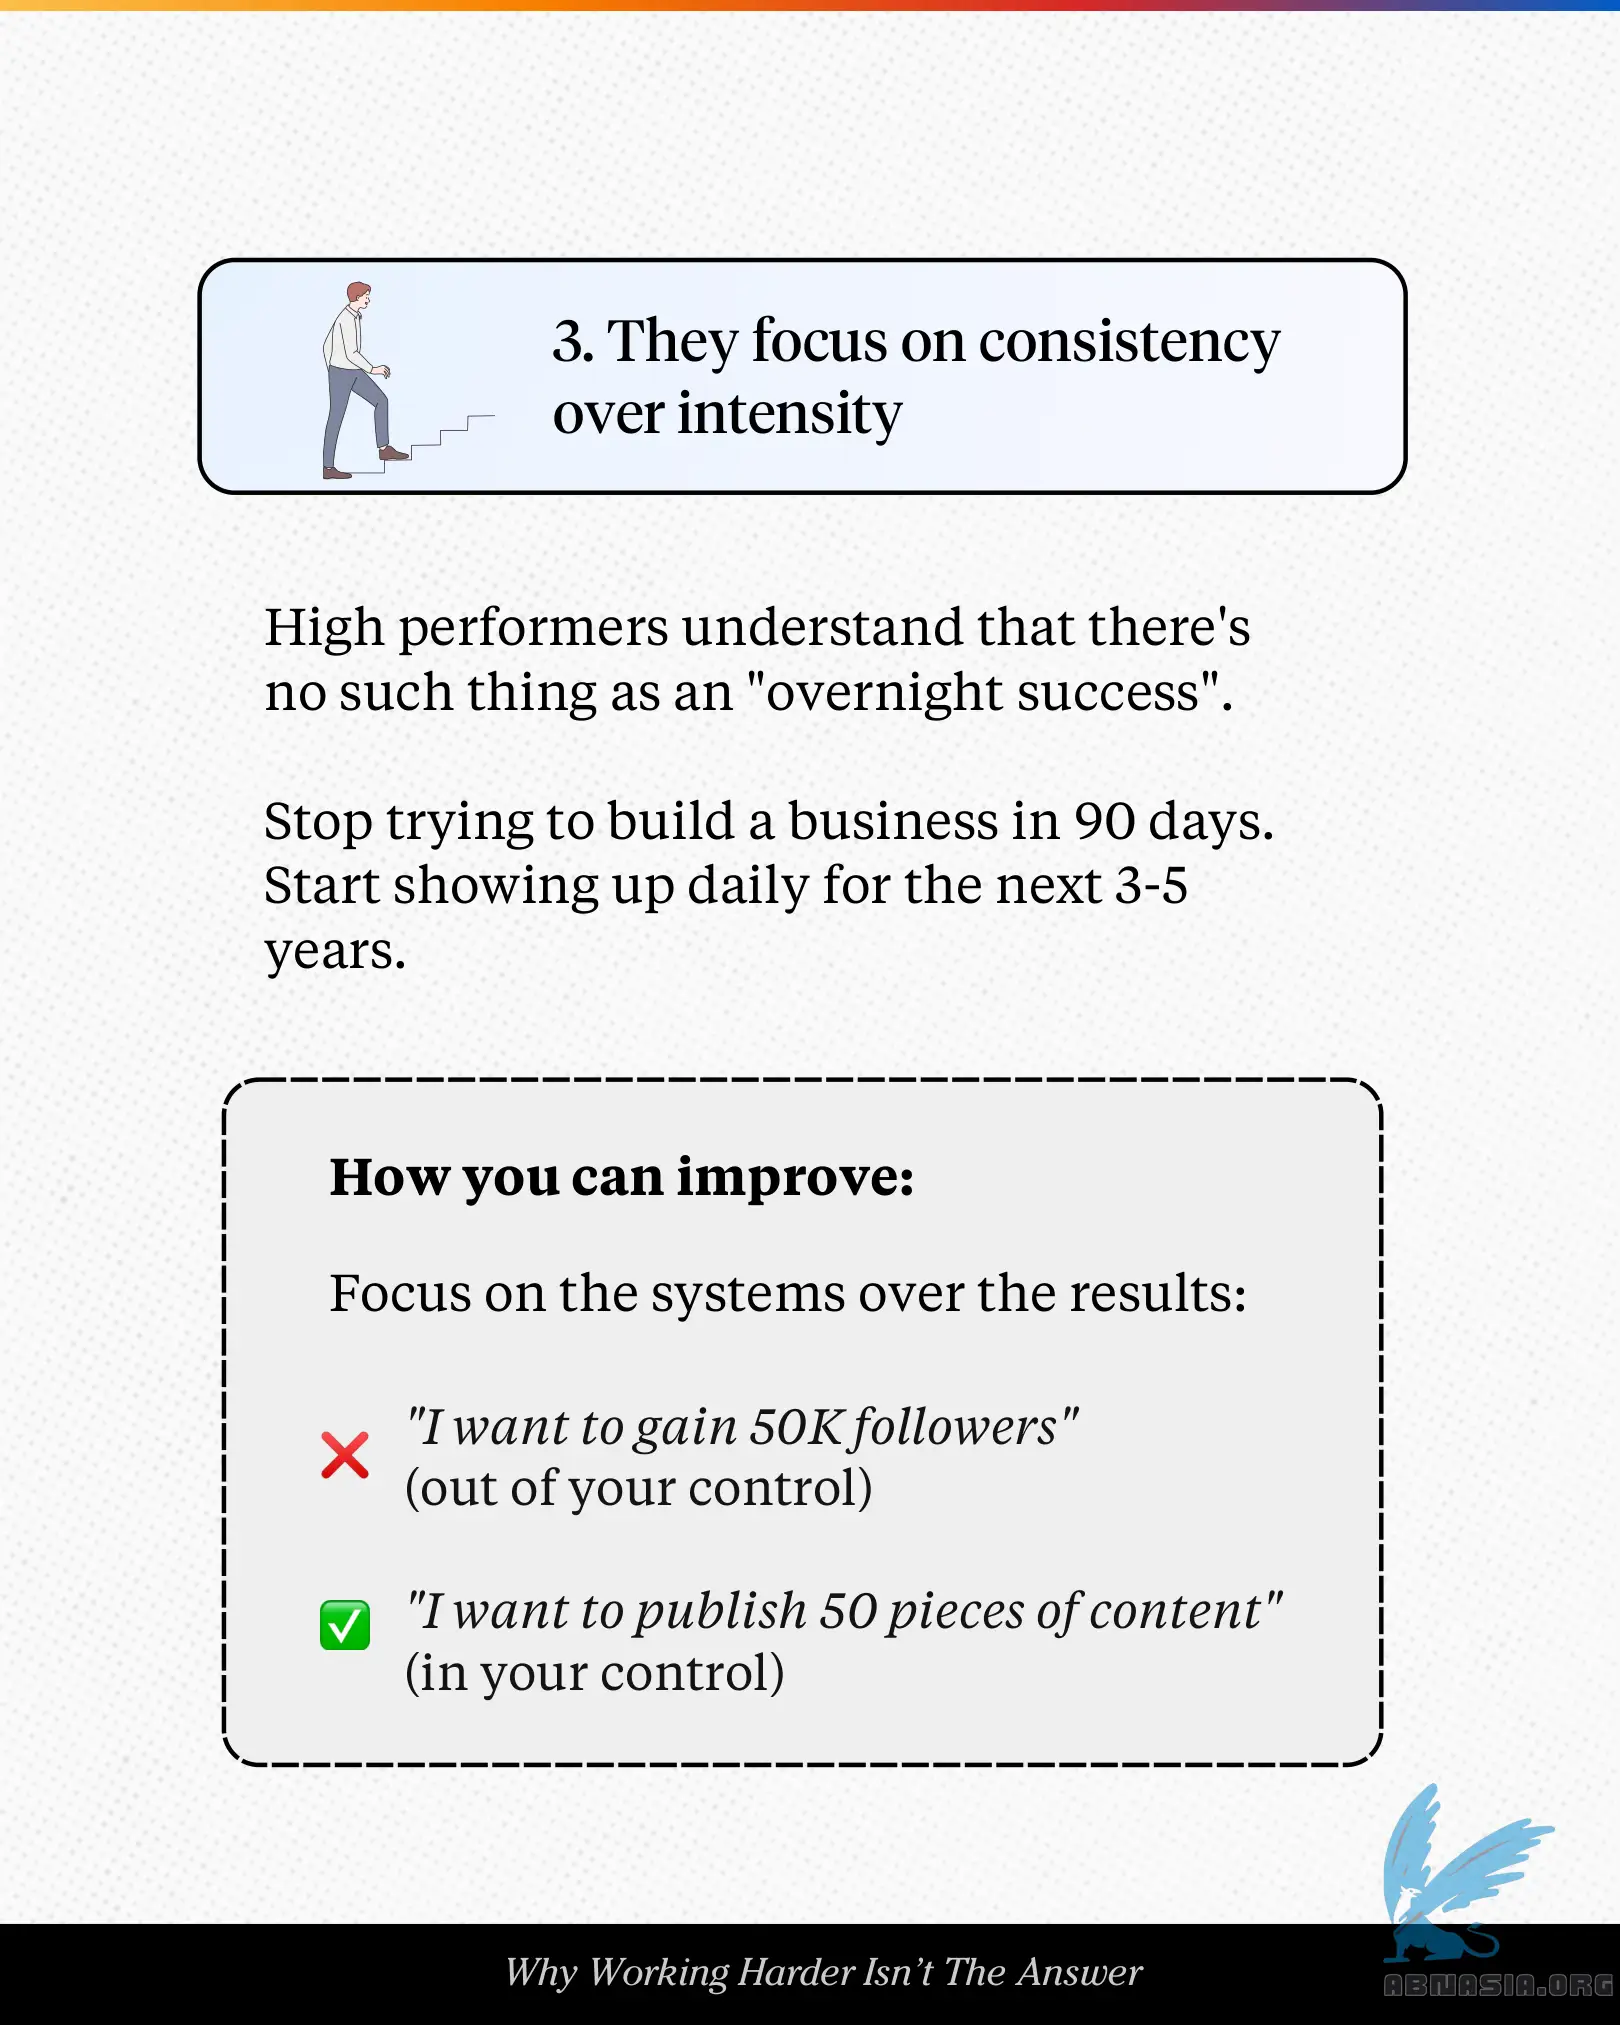 3. They focus on consistency
over intensity
High performers understand that there's
no such thing as an "overnight success".
Stop trying to build a business in 90 days.
Start showing up daily for the next 3-5
years.
How you can improve:
Focus on the systems over the results:
❌ "I want to gain 50K followers"
(out of your control)
✅ "I want to publish 50 pieces of content"
(in your control)
Why Working Harder Isn’t The Answer
ABNASIA.ORG